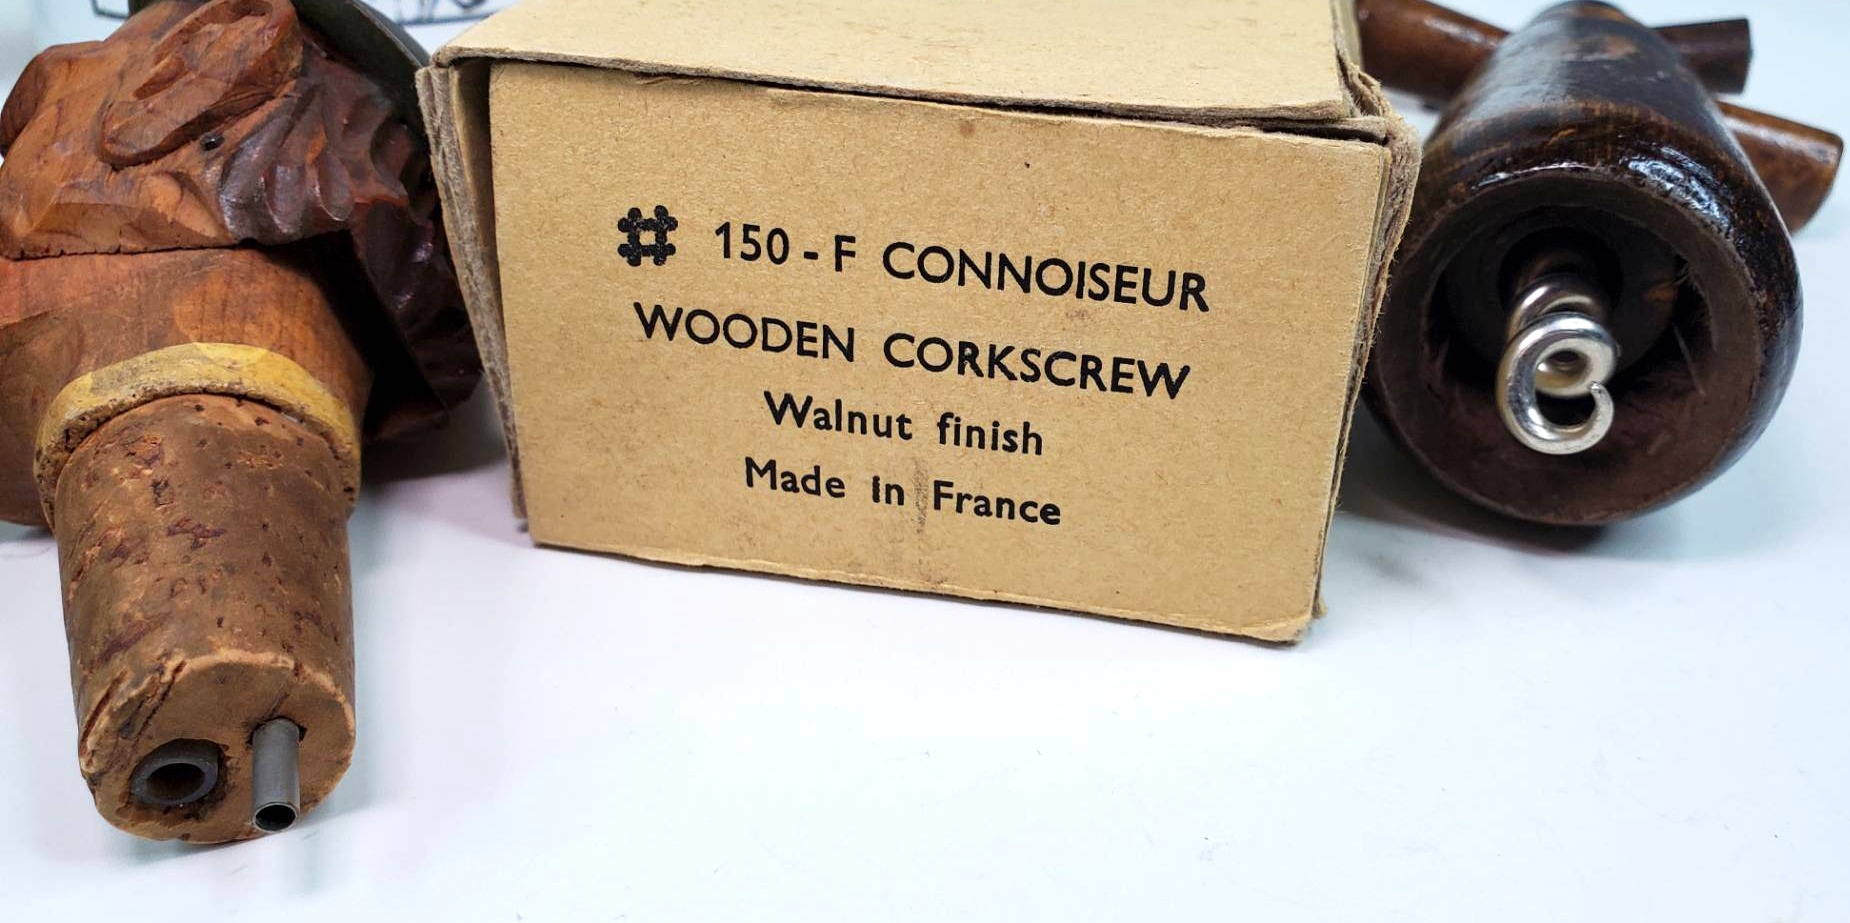 # 150 - F CONNOISEUR
WOODEN CORKSCREW
Walnut finish
Made in France